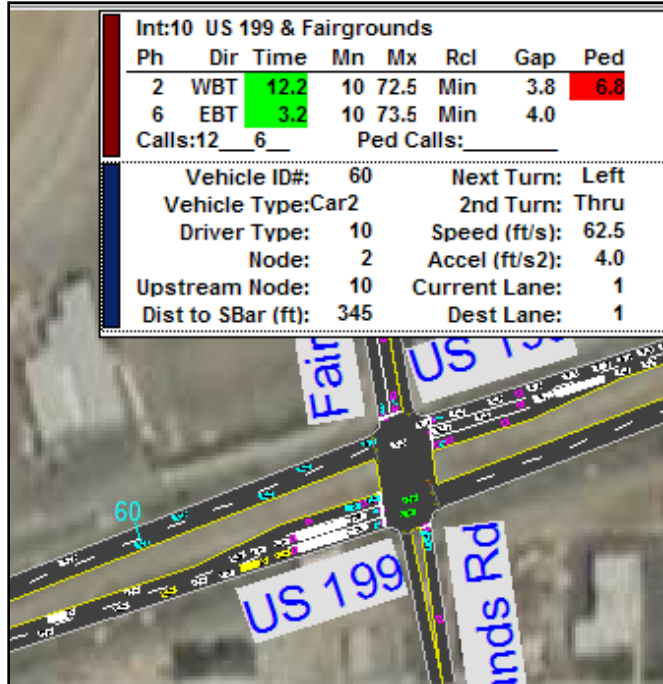 Int:10 US 199 & Fairgrounds
Ph Dir Time Mn Mx Rcl Gap Ped
2 WBT 12.2 10 72.5 Min 3.8 6.8
6 EBT 3.2 10 73.5 Min 4.0
Calls:12___6__ Ped Calls:________
Vehicle ID#: 60 Next Turn: Left
Vehicle Type:Car2 2nd Turn: Thru
Driver Type: 10 Speed (ft/s): 62.5
Node: 2 Accel (ft/s2): 4.0
Upstream Node: 10 Current Lane: 1
Dist to SBar (ft): 345 Dest Lane: 1
Fair
US 199
60
US 199
unds Rd